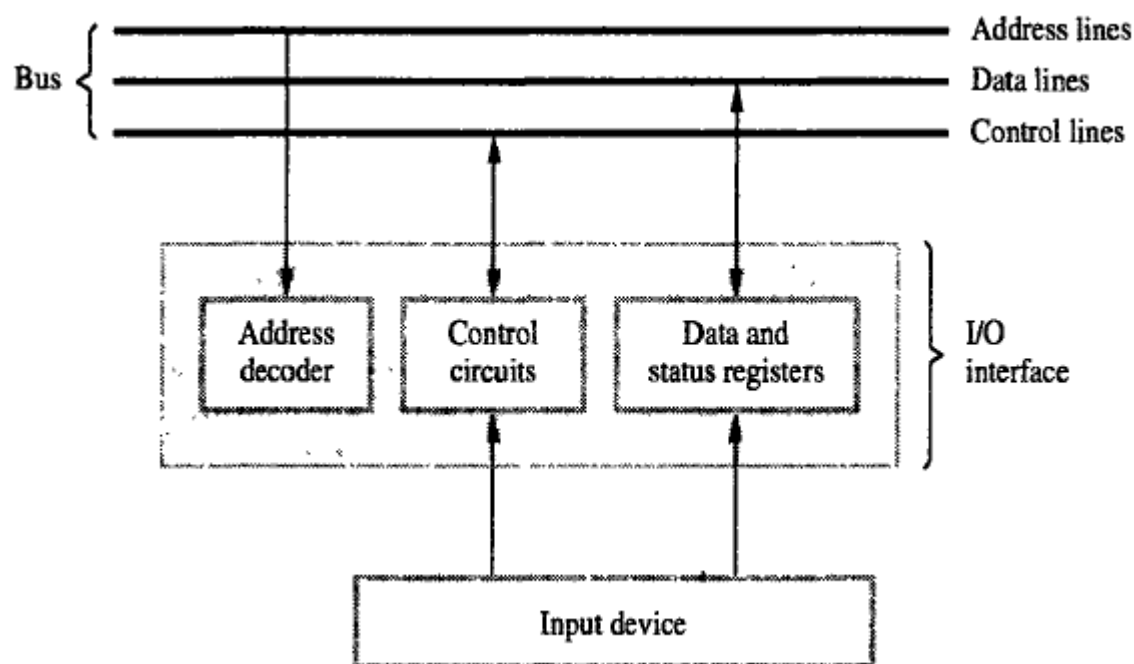 Address lines
Bus
Data lines
Control lines
Address
decoder
Control
circuits
Data and
status registers
I/O
interface
Input device